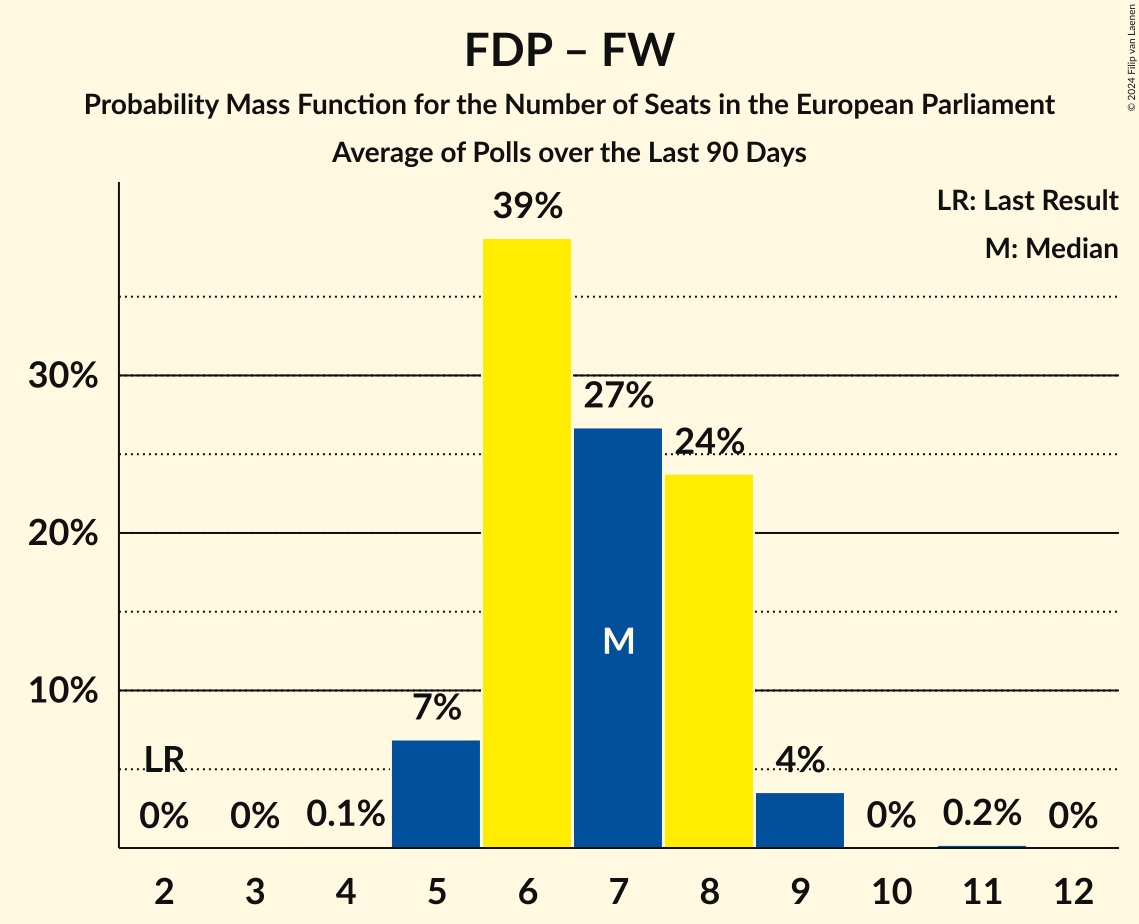 FDP – FW
Probability Mass Function for the Number of Seats in the European Parliament
Average of Polls over the Last 90 Days
© 2024 Filip van Laenen
LR: Last Result
M: Median
39%
30%
27%
24%
20%
M
10%
7%
LR
4%
0%
0%
0.1%
0%
0.2%
0%
2 3 4 5 6 7 8 9 10 11 12